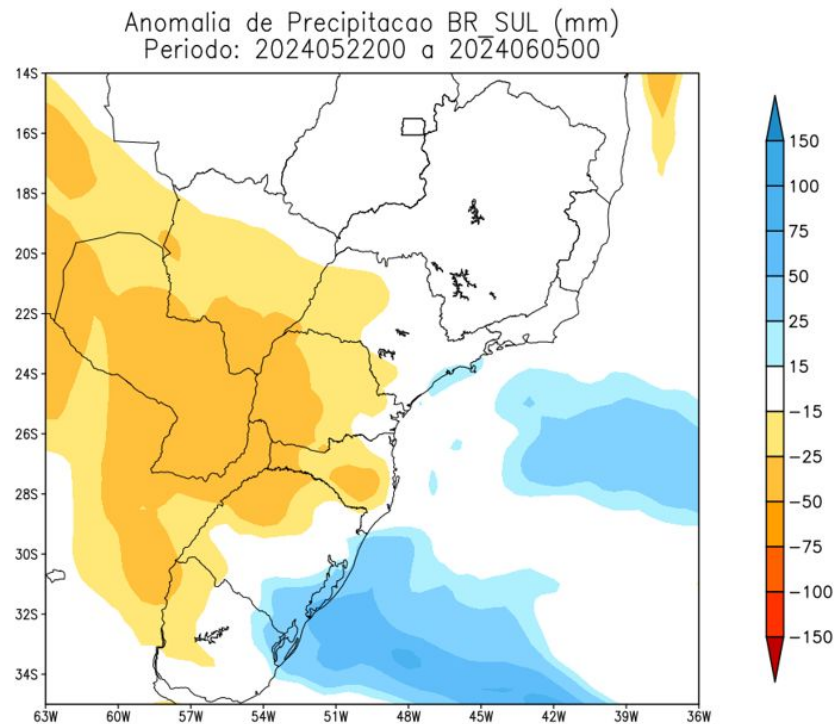 Anomalia de Precipitacao BR_SUL (mm)
Periodo: 2024052200 a 2024060500
14S
16S
18S
20S
22S
24S
26S
28S
30S
32S
34S
63W 60W 57W 54W 51W 48W 45W 42W 39W 36W
150
100
75
50
25
15
-15
-25
-50
-75
-100
-150